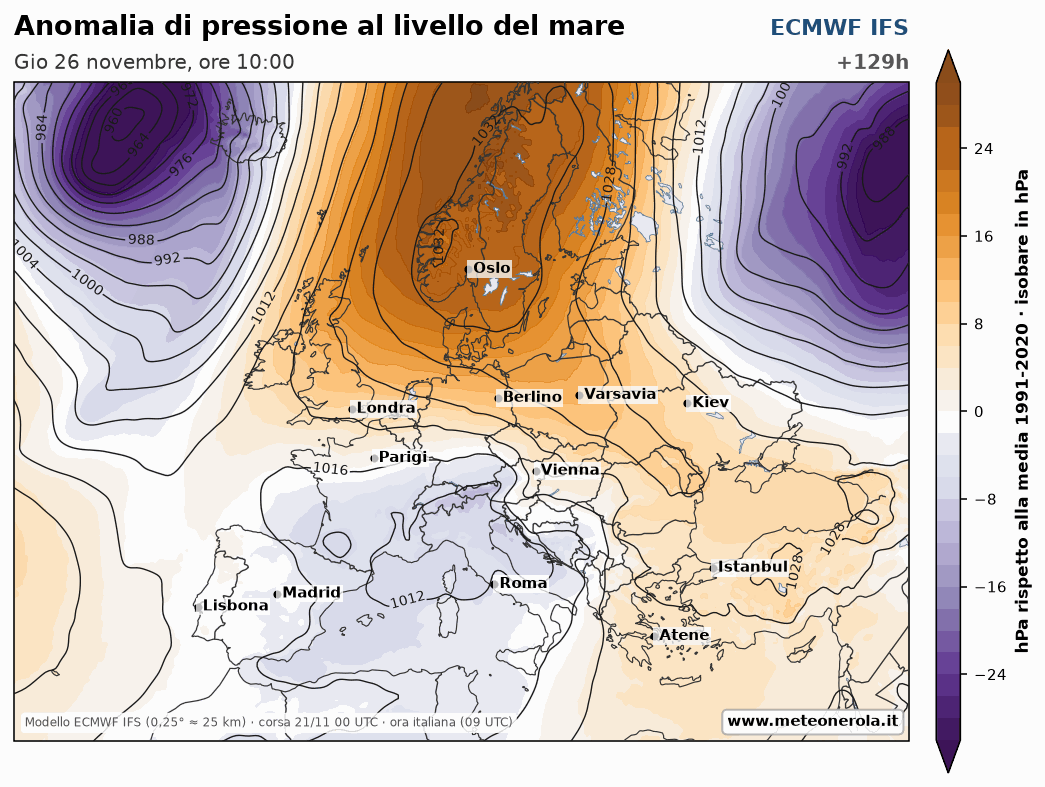 Anomalia di pressione al livello del mare
ECMWF IFS
Gio 26 novembre, ore 10:00
+129h
984
960
964
976
988
992
1004
1000
1012
1032
1032
1028
1012
992
988
Oslo
Londra
Berlino
Varsavia
Kiev
Parigi
1016
Vienna
1028
1028
Istanbul
Roma
Madrid
1012
Lisbona
Atene
Modello ECMWF IFS (0,25° ≈ 25 km) · corsa 21/11 00 UTC · ora italiana (09 UTC)
www.meteonerola.it
24
16
8
0
−8
−16
−24
hPa rispetto alla media 1991-2020 · isobare in hPa